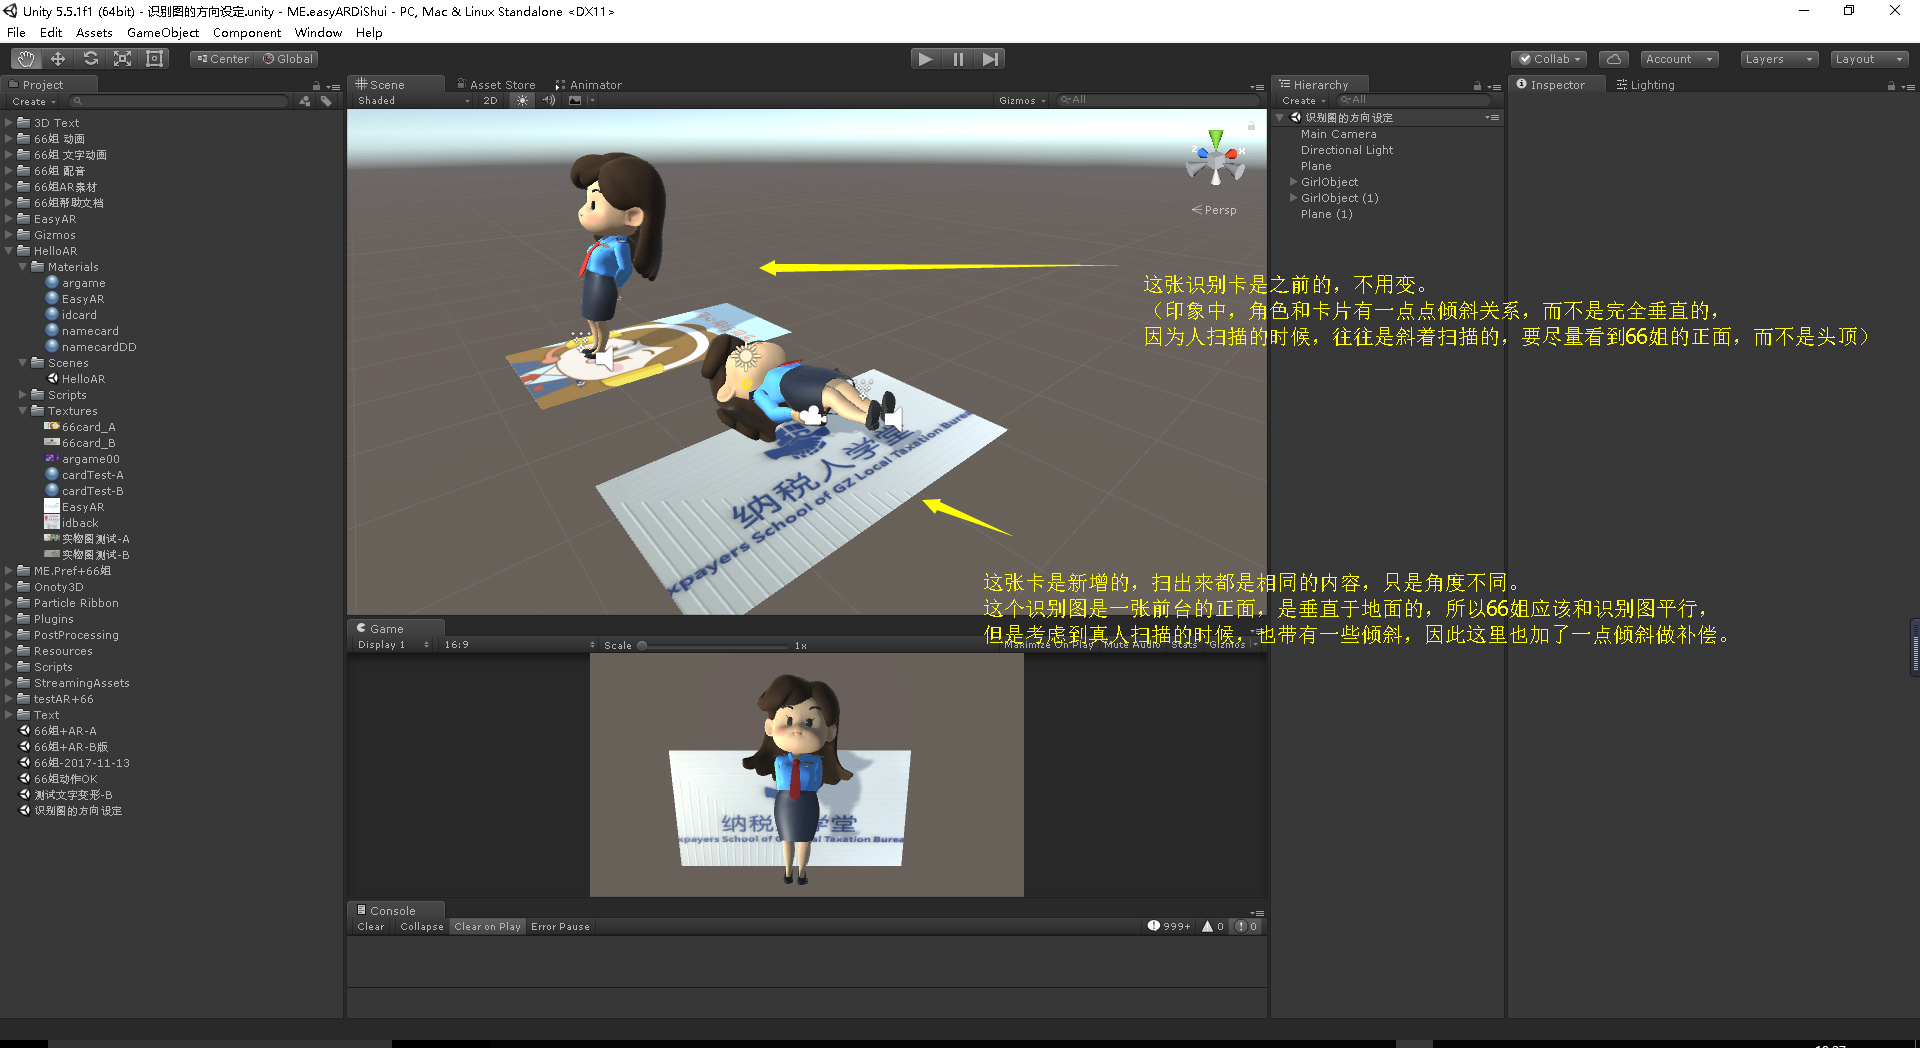 Unity 5.5.1f1 (64bit) - 识别图的方向设定.unity - ME.easyARDiShui - PC, Mac & Linux Standalone <DX11>
File Edit Assets GameObject Component Window Help
Center Global Collab Account Layers Layout
Project
Create
3D Text
66姐 动画
66姐 文字动画
66姐 配音
66姐AR素材
66姐帮助文档
EasyAR
Gizmos
HelloAR
Materials
argame
EasyAR
idcard
namecard
namecardDD
Scenes
HelloAR
Scripts
Textures
66card_A
66card_B
argame00
cardTest-A
cardTest-B
EasyAR
idback
实物图测试-A
实物图测试-B
ME.Pref+66姐
Onoty3D
Particle Ribbon
Plugins
PostProcessing
Resources
Scripts
StreamingAssets
testAR+66
Text
66姐+AR-A
66姐+AR-B版
66姐-2017-11-13
66姐动作OK
测试文字变形-B
识别图的方向设定
Scene Asset Store Animator
Shaded 2D Gizmos All
z x
Persp
纳税人学堂
xpayers School of GZ Local Taxation Burea
这张识别卡是之前的，不用变。
（印象中，角色和卡片有一点点倾斜关系，而不是完全垂直的，
因为人扫描的时候，往往是斜着扫描的，要尽量看到66姐的正面，而不是头顶）
这张卡是新增的，扫出来都是相同的内容，只是角度不同。
这个识别图是一张前台的正面，是垂直于地面的，所以66姐应该和识别图平行，
但是考虑到真人扫描的时候，也带有一些倾斜，因此这里也加了一点倾斜做补偿。
Game
Display 1 16:9 Scale 1x Maximize On Play Mute Audio Stats Gizmos
纳税 学堂
xpayers School of G al Taxation Burea
Console
Clear Collapse Clear on Play Error Pause 999+ 0 0
Hierarchy
Create All
识别图的方向设定
Main Camera
Directional Light
Plane
GirlObject
GirlObject (1)
Plane (1)
Inspector Lighting